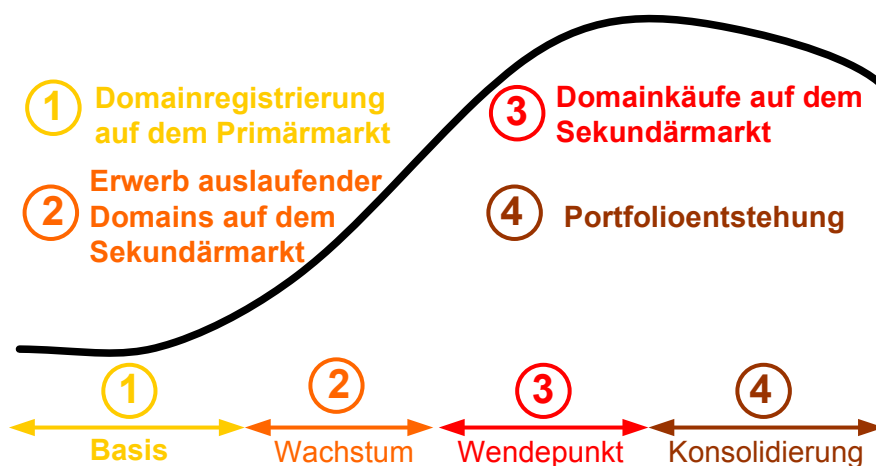 1 Domainregistrierung
auf dem Primärmarkt
2 Erwerb auslaufender
Domains auf dem
Sekundärmarkt
3 Domainkäufe auf dem
Sekundärmarkt
4 Portfolioentstehung
1 2 3 4
Basis Wachstum Wendepunkt Konsolidierung